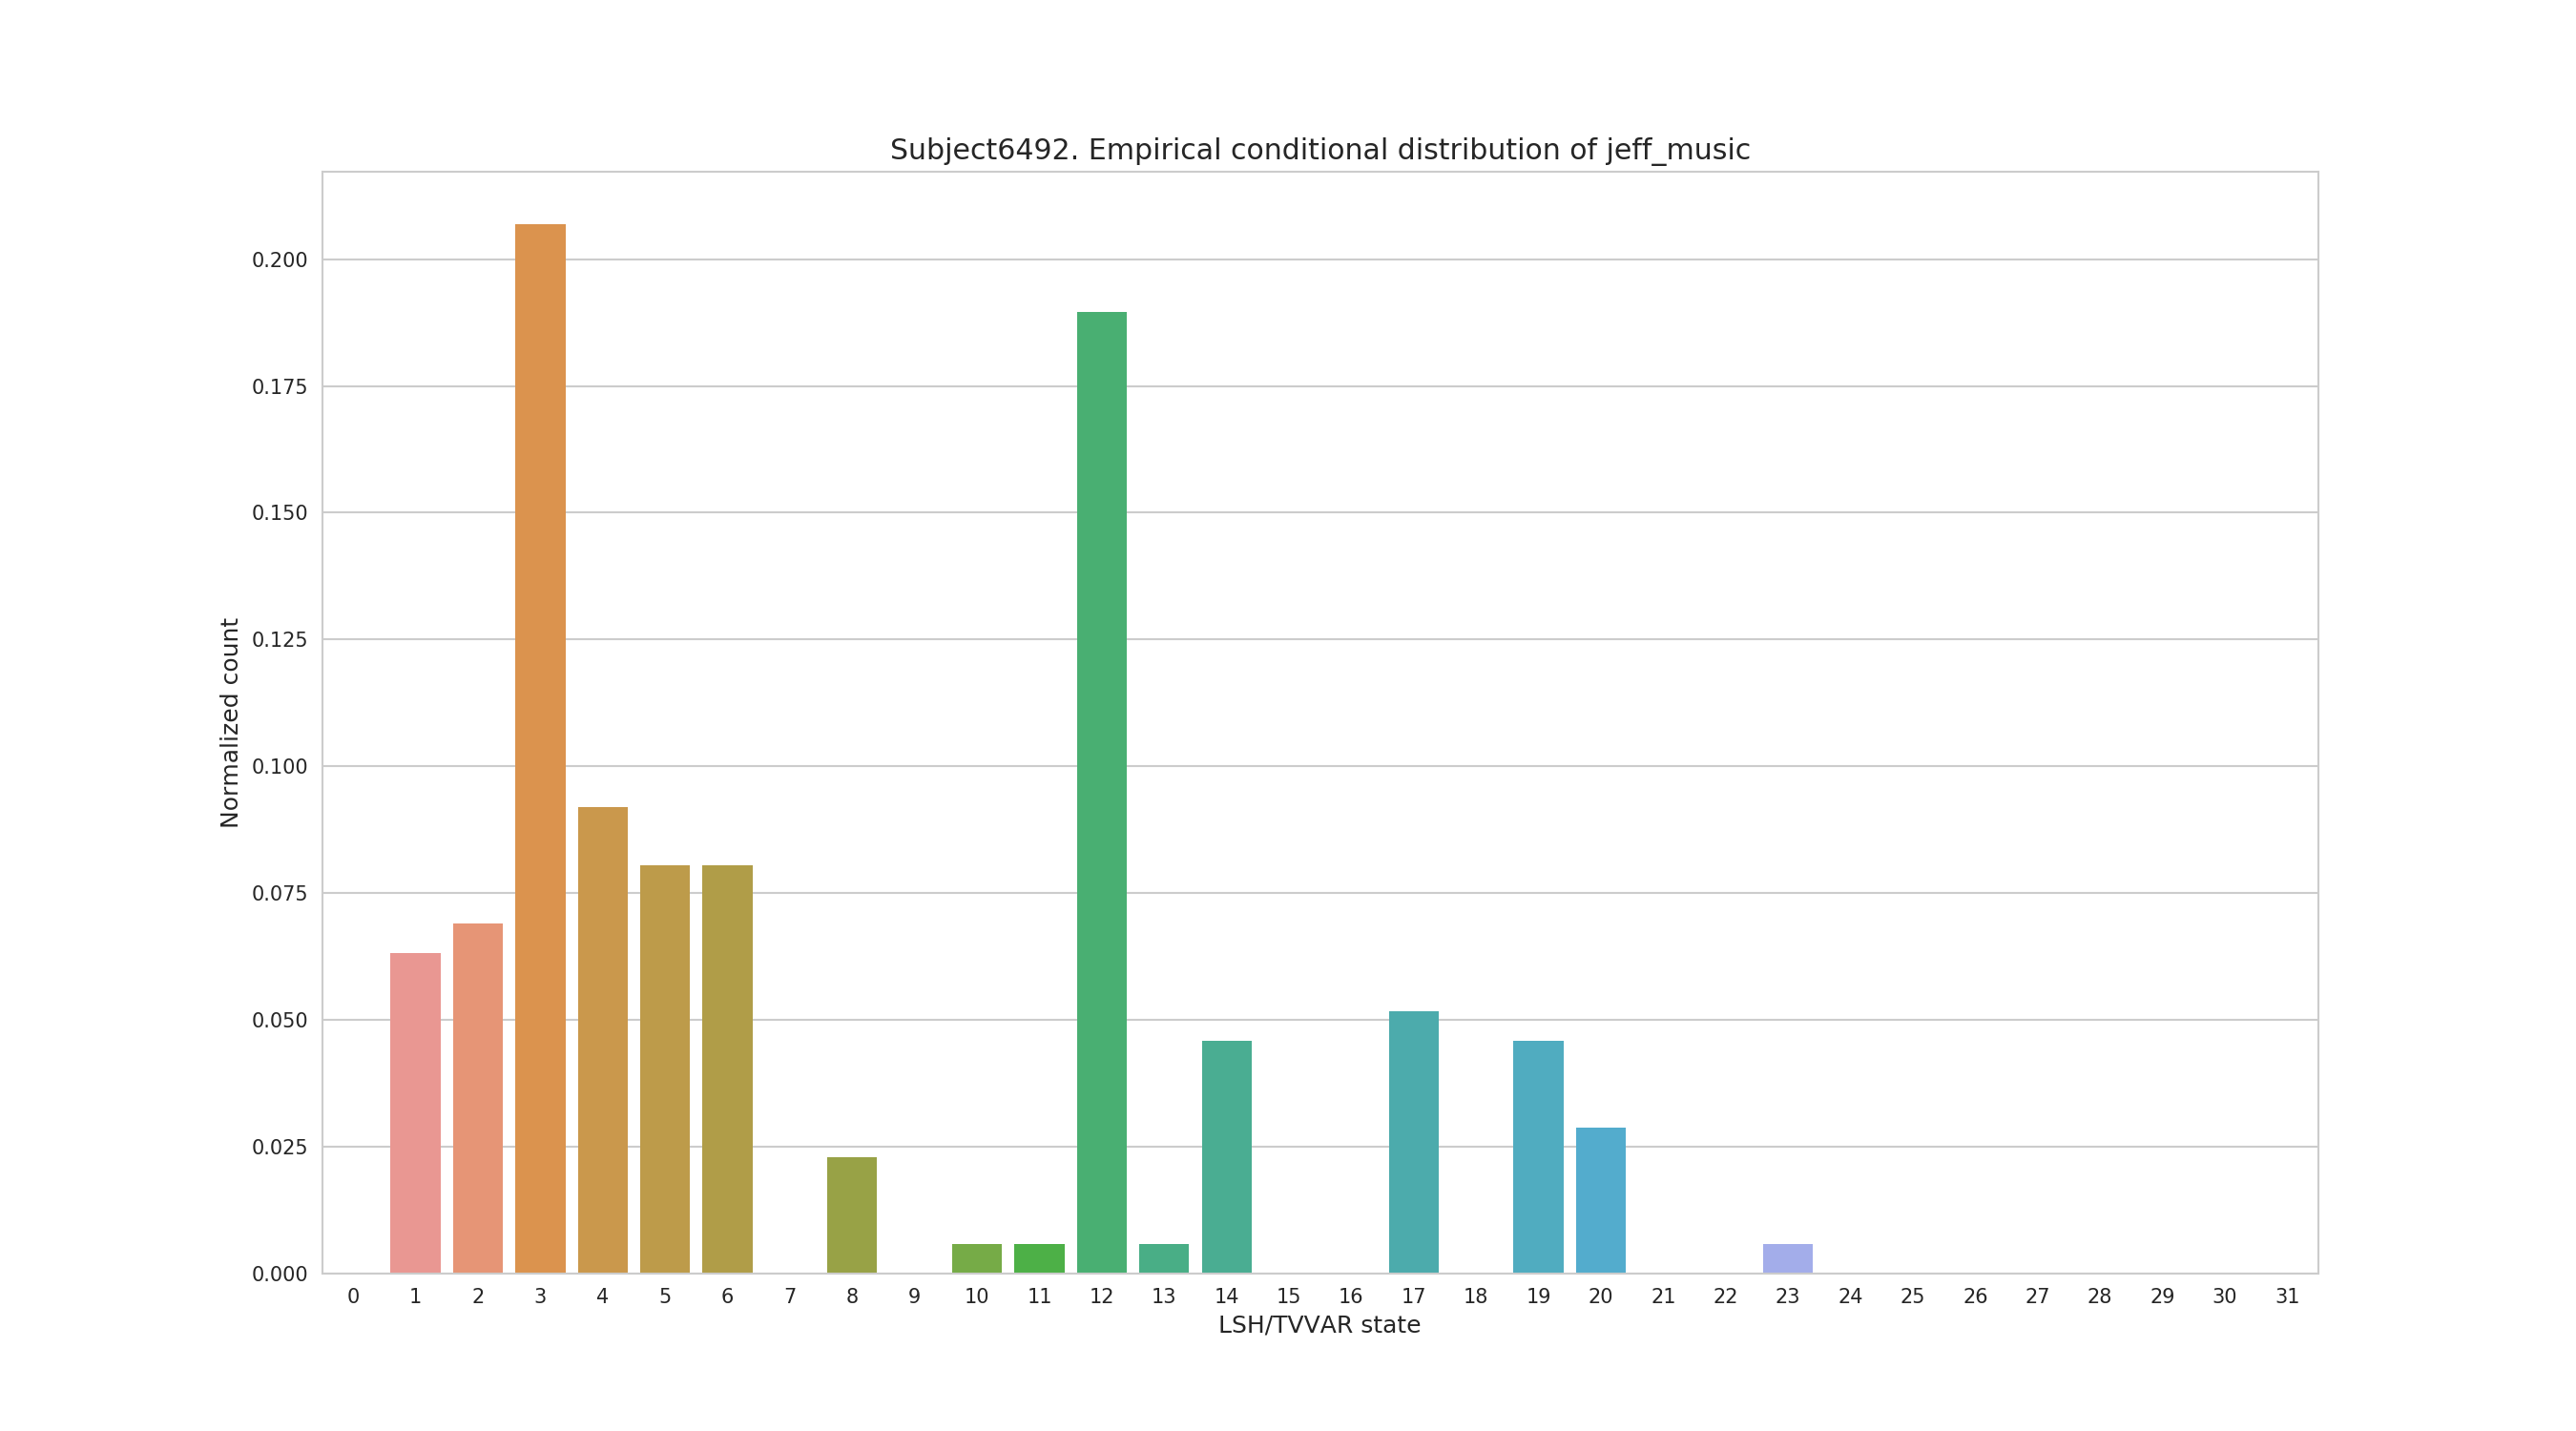 Subject6492. Empirical conditional distribution of jeff_music
Normalized count
0.200
0.175
0.150
0.125
0.100
0.075
0.050
0.025
0.000
0 1 2 3 4 5 6 7 8 9 10 11 12 13 14 15 16 17 18 19 20 21 22 23 24 25 26 27 28 29 30 31
LSH/TVVAR state